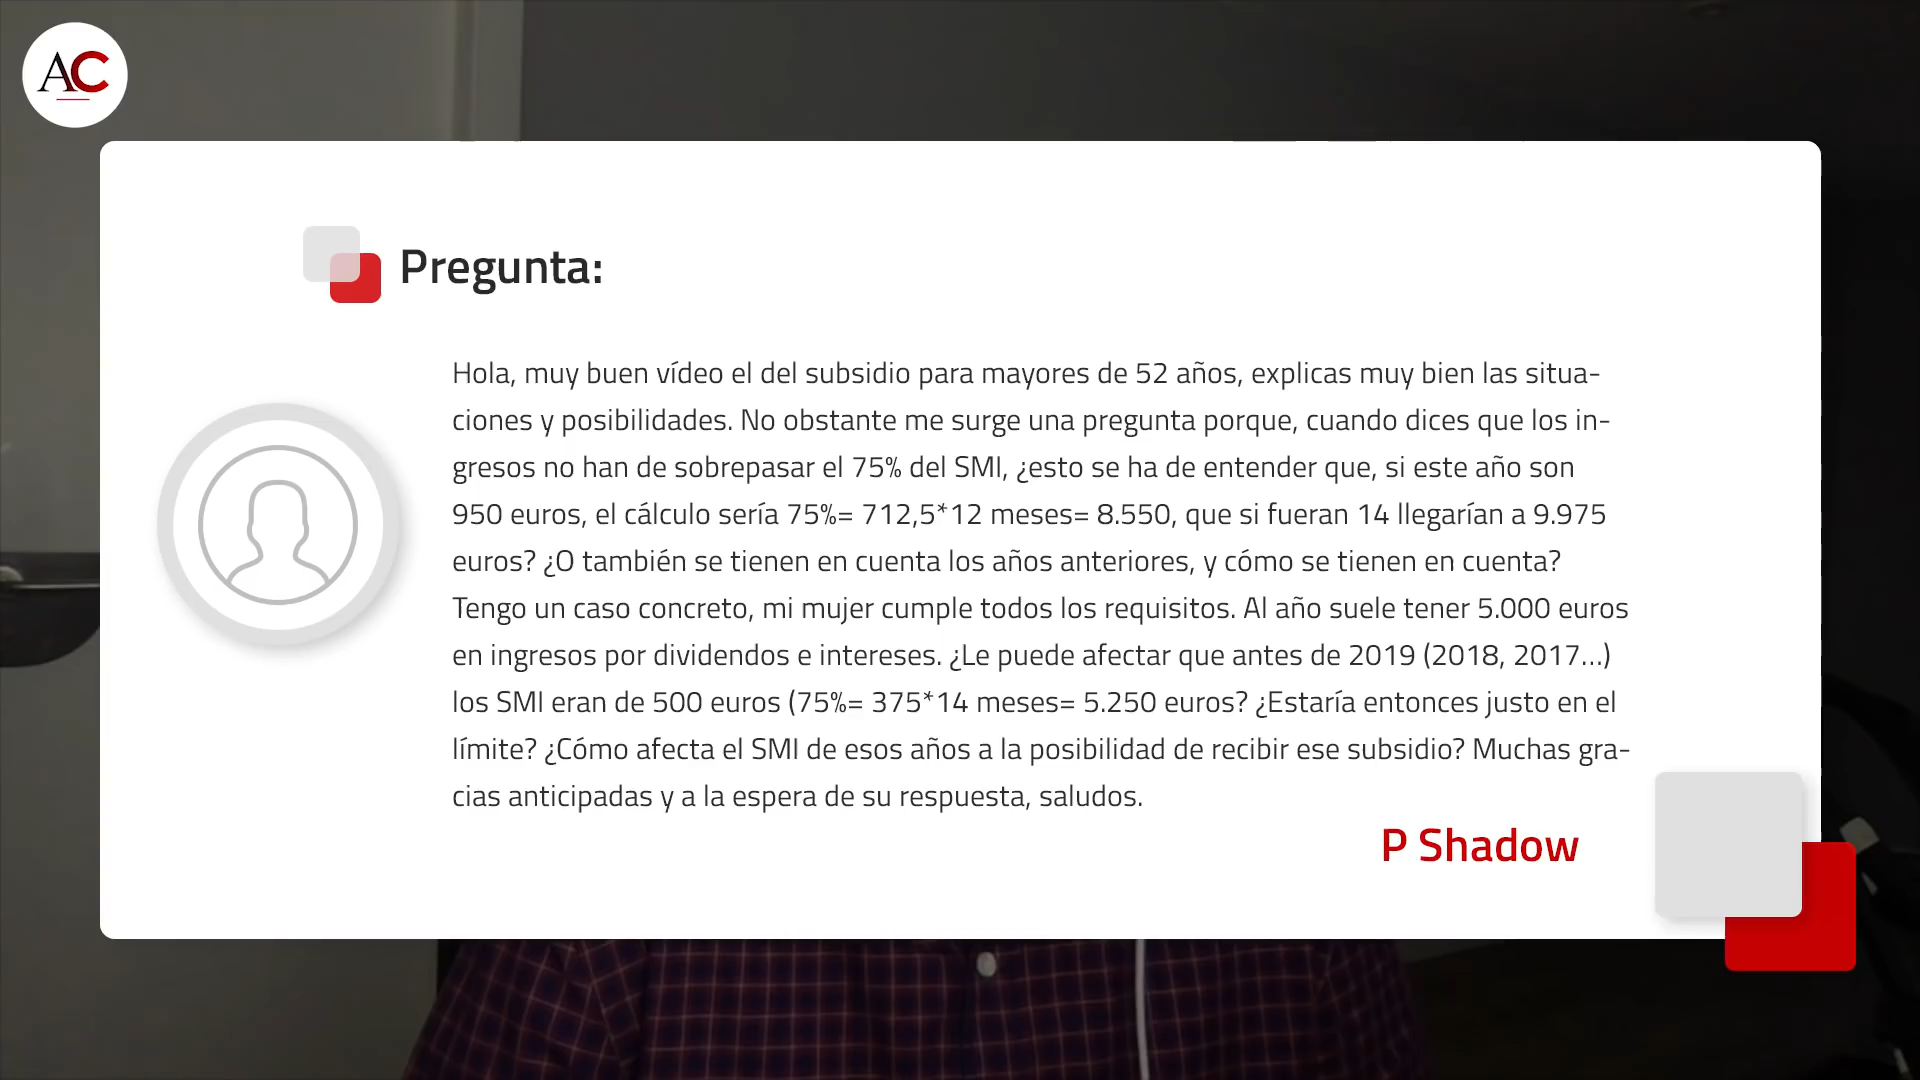 AC
Pregunta:
Hola, muy buen vídeo el del subsidio para mayores de 52 años, explicas muy bien las situa-
ciones y posibilidades. No obstante me surge una pregunta porque, cuando dices que los in-
gresos no han de sobrepasar el 75% del SMI, ¿esto se ha de entender que, si este año son
950 euros, el cálculo sería 75%= 712,5*12 meses= 8.550, que si fueran 14 llegarían a 9.975
euros? ¿O también se tienen en cuenta los años anteriores, y cómo se tienen en cuenta?
Tengo un caso concreto, mi mujer cumple todos los requisitos. Al año suele tener 5.000 euros
en ingresos por dividendos e intereses. ¿Le puede afectar que antes de 2019 (2018, 2017...)
los SMI eran de 500 euros (75%= 375*14 meses= 5.250 euros? ¿Estaría entonces justo en el
límite? ¿Cómo afecta el SMI de esos años a la posibilidad de recibir ese subsidio? Muchas gra-
cias anticipadas y a la espera de su respuesta, saludos.
P Shadow